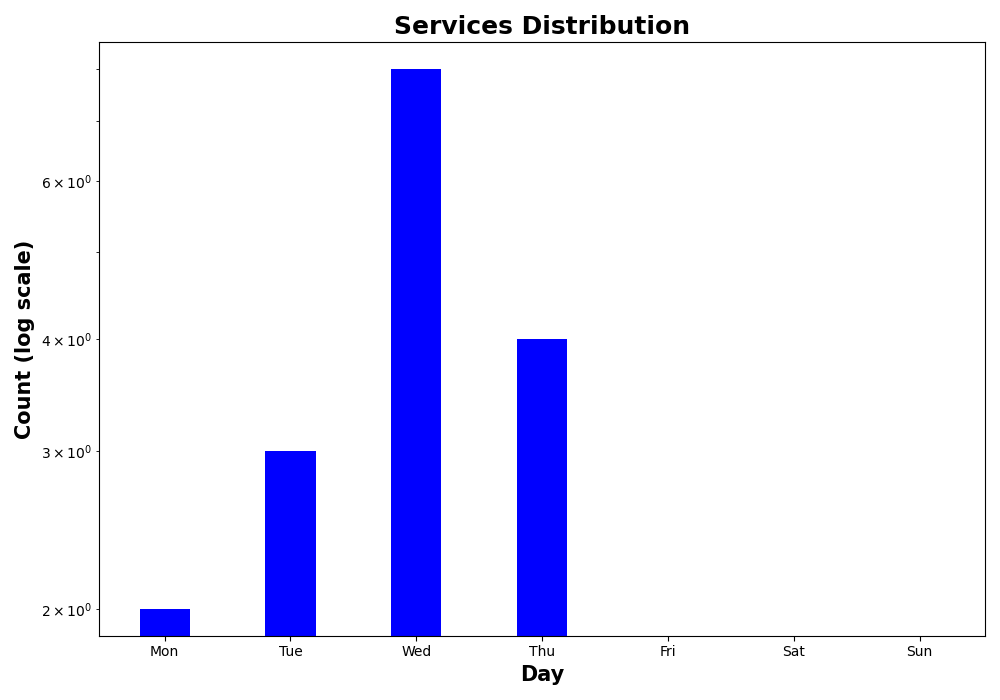 Services Distribution
Count (log scale)
6 × 10⁰
4 × 10⁰
3 × 10⁰
2 × 10⁰
Mon Tue Wed Thu Fri Sat Sun
Day